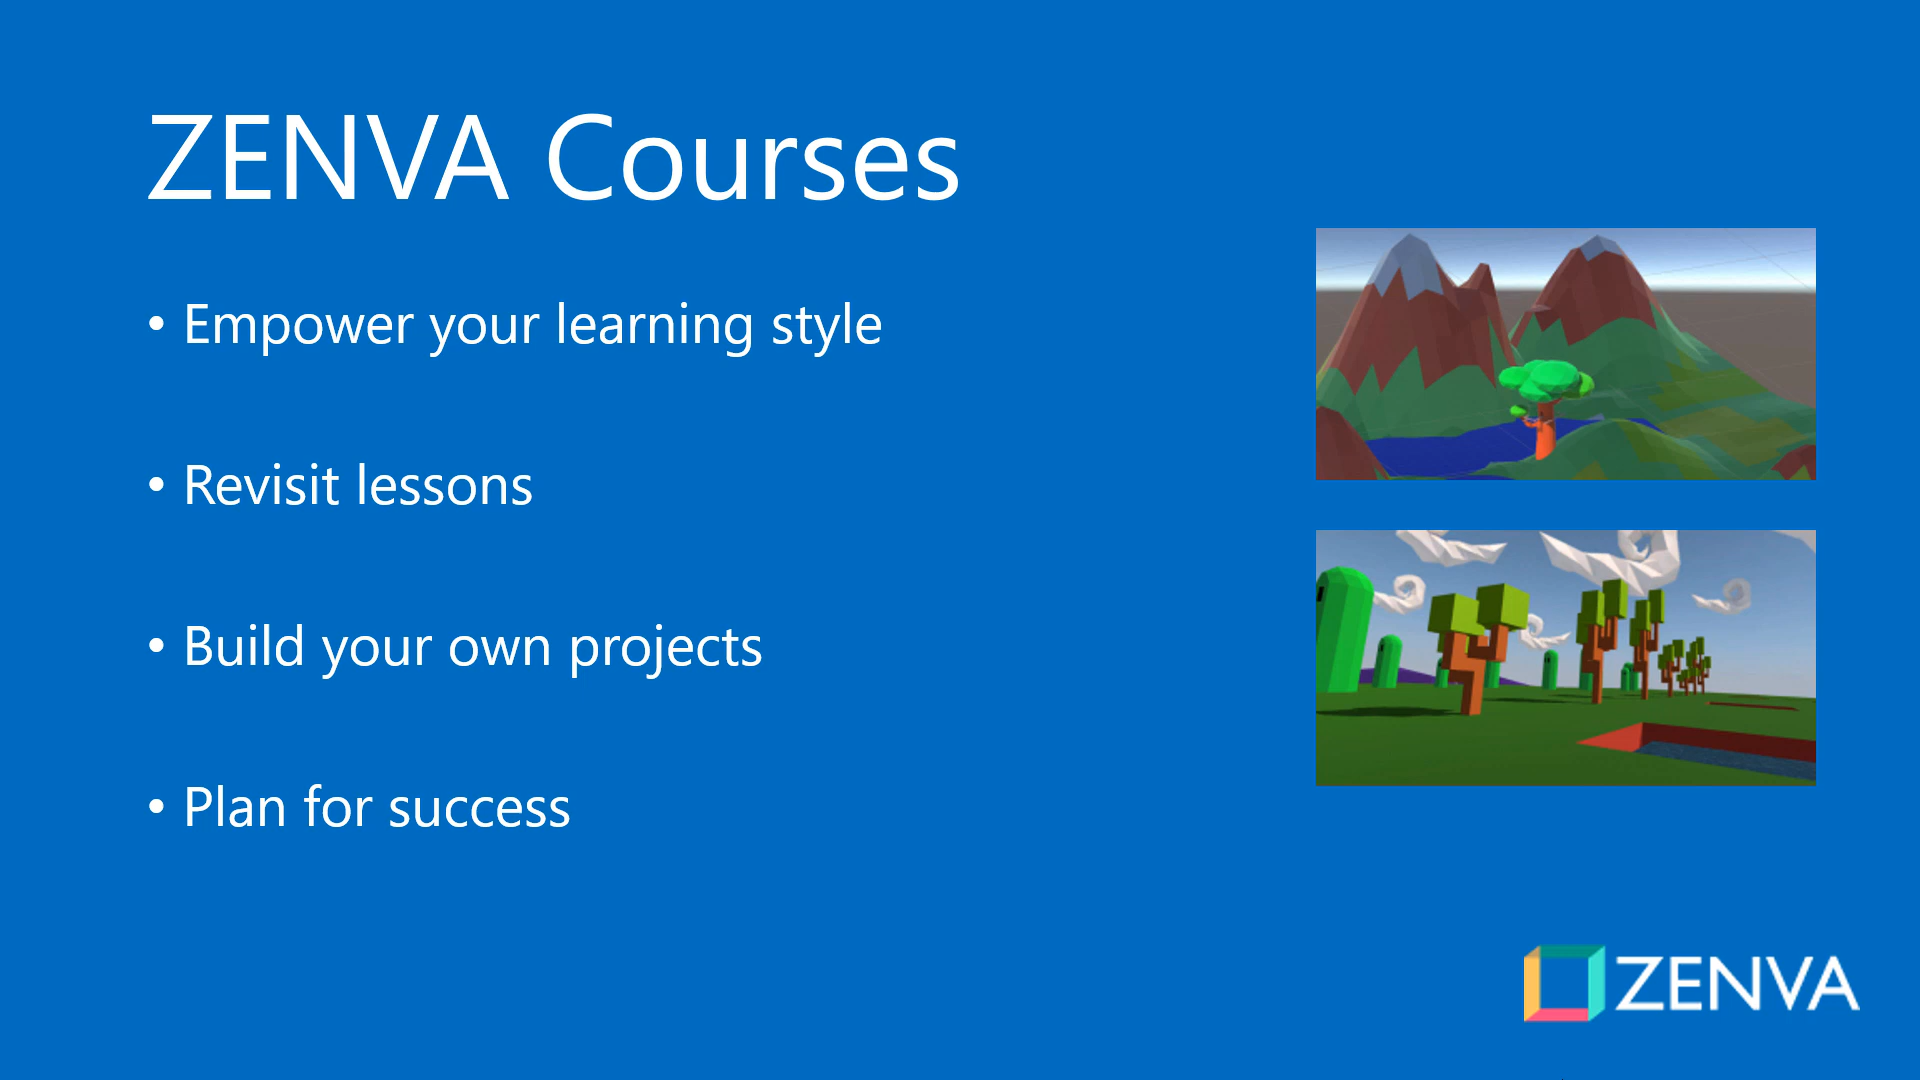 ZENVA Courses
• Empower your learning style
• Revisit lessons
• Build your own projects
• Plan for success
ZENVA